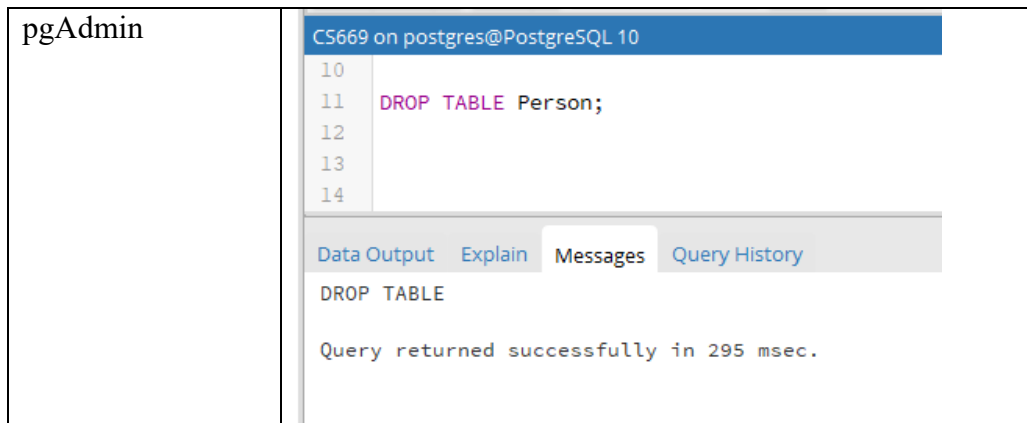 pgAdmin
CS669 on postgres@PostgreSQL 10
10
11 DROP TABLE Person;
12
13
14
Data Output Explain Messages Query History
DROP TABLE
Query returned successfully in 295 msec.